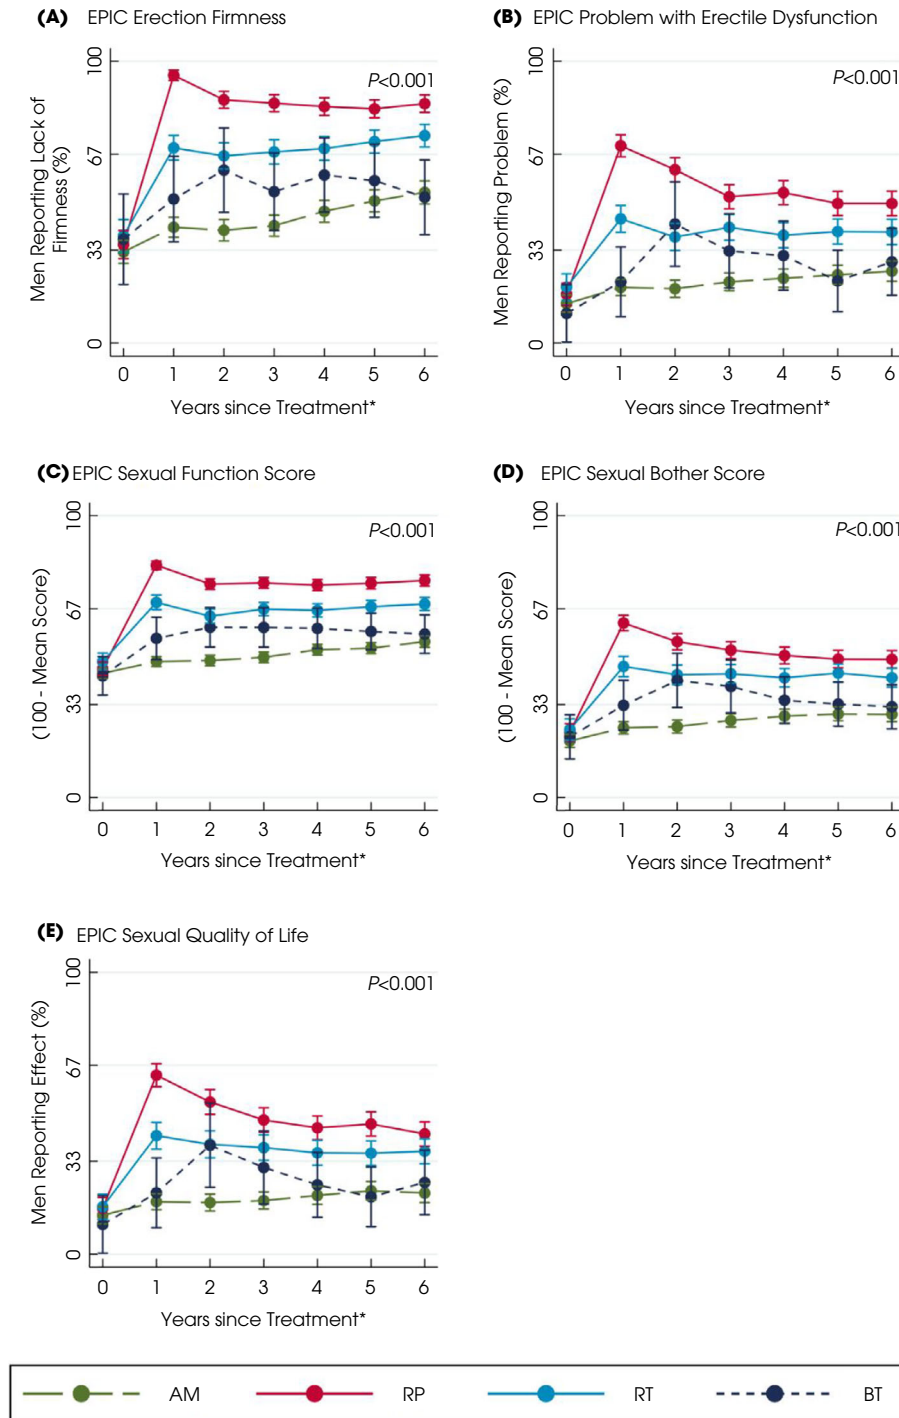 (A) EPIC Erection Firmness
Men Reporting Lack of
Firmness (%)
100
67
33
0
P<0.001
0 1 2 3 4 5 6
Years since Treatment*
(B) EPIC Problem with Erectile Dysfunction
Men Reporting Problem (%)
100
67
33
0
P<0.001
0 1 2 3 4 5 6
Years since Treatment*
(C) EPIC Sexual Function Score
(100 - Mean Score)
100
67
33
0
P<0.001
0 1 2 3 4 5 6
Years since Treatment*
(D) EPIC Sexual Bother Score
(100 - Mean Score)
100
67
33
0
P<0.001
0 1 2 3 4 5 6
Years since Treatment*
(E) EPIC Sexual Quality of Life
Men Reporting Effect (%)
100
67
33
0
P<0.001
0 1 2 3 4 5 6
Years since Treatment*
AM RP RT BT